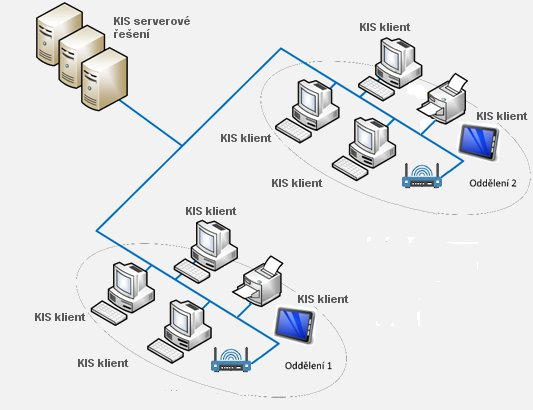 KIS serverové
řešení
KIS klient
KIS klient
KIS klient
KIS klient
Oddělení 2
KIS klient
KIS klient
KIS klient
KIS klient
Oddělení 1